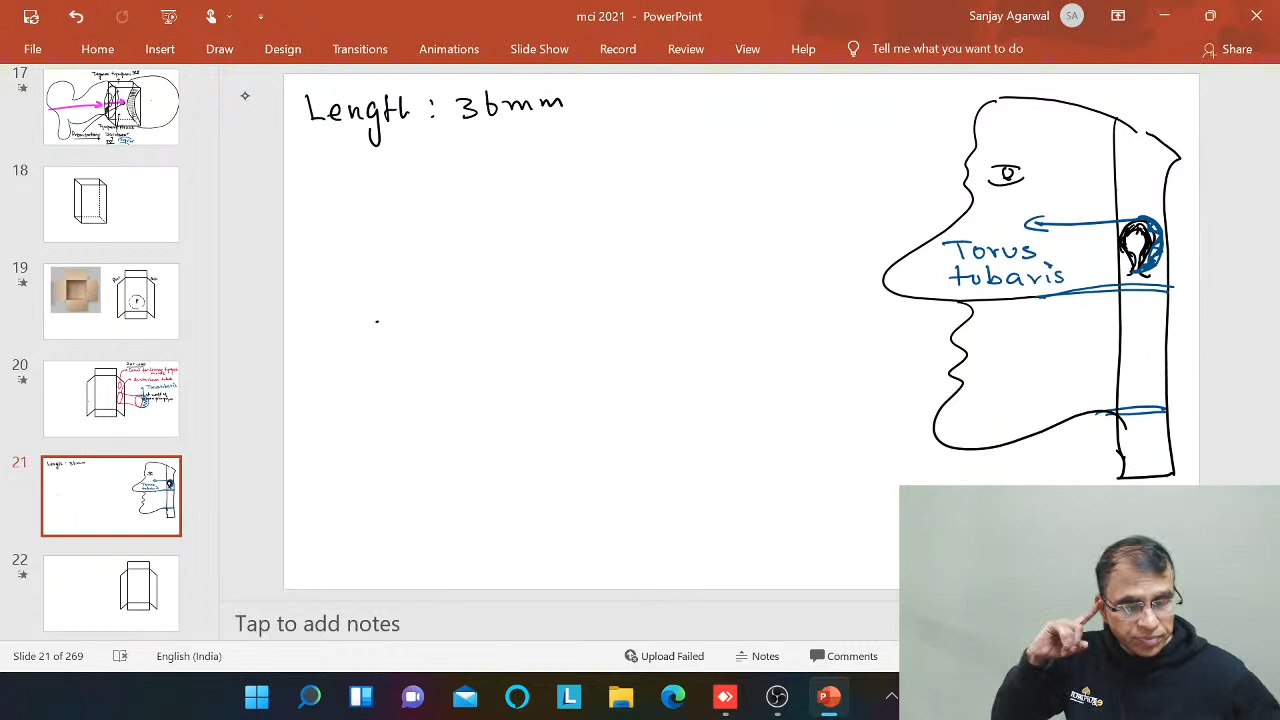 mci 2021 - PowerPoint
Sanjay Agarwal
SA
File Home Insert Draw Design Transitions Animations Slide Show Record Review View Help Tell me what you want to do Share
17
18
19
20
21
22
Length : 36mm
Torus
tubaris
Tap to add notes
Slide 21 of 269 English (India) Upload Failed Notes Comments